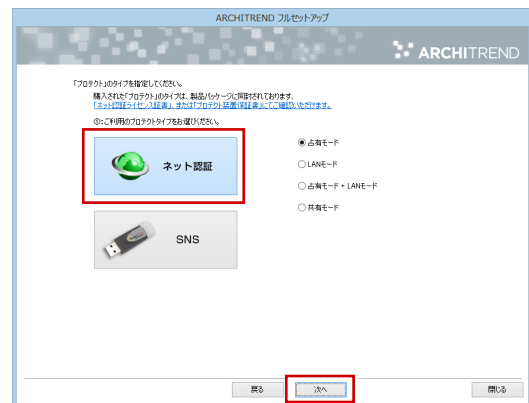 ARCHITREND フルセットアップ
ARCHITREND
「プロテクト」のタイプを指定してください。
購入された「プロテクト」のタイプは、製品パッケージに同封されております、
「ネット認証ライセンス証書」、または「プロテクト装置保証書」にてご確認いただけます。
①:ご利用のプロテクトタイプをお選びください。
ネット認証
SNS
占有モード
LANモード
占有モード + LANモード
共有モード
戻る
次へ
閉じる